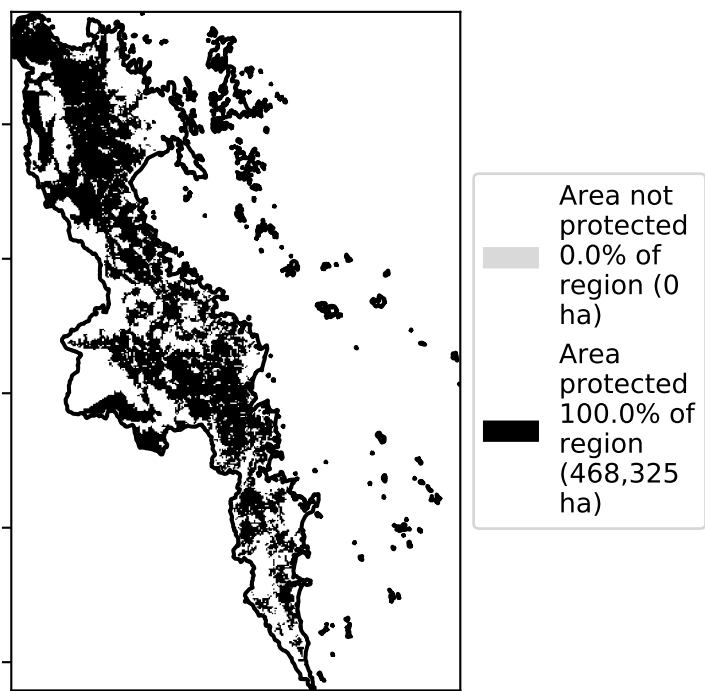 Area not
protected
0.0% of
region (0
ha)
Area
protected
100.0% of
region
(468,325
ha)